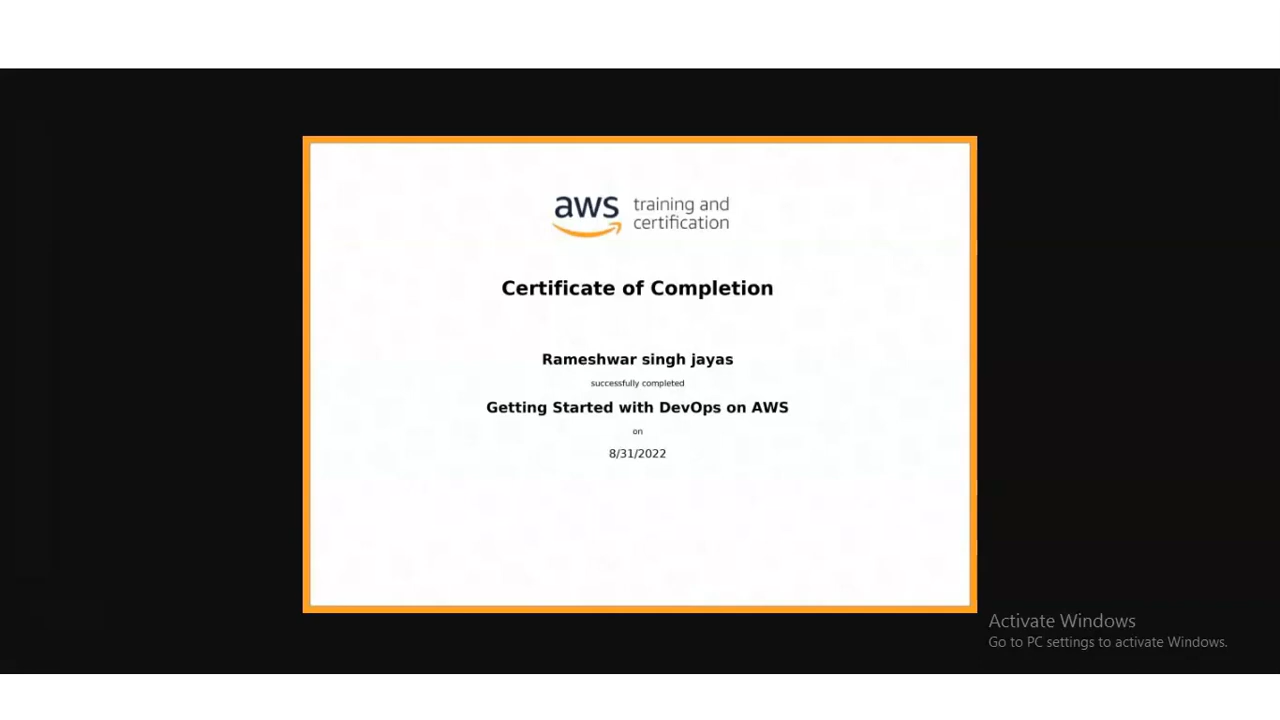 aws training and
certification
Certificate of Completion
Rameshwar singh jayas
successfully completed
Getting Started with DevOps on AWS
on
8/31/2022
Activate Windows
Go to PC settings to activate Windows.